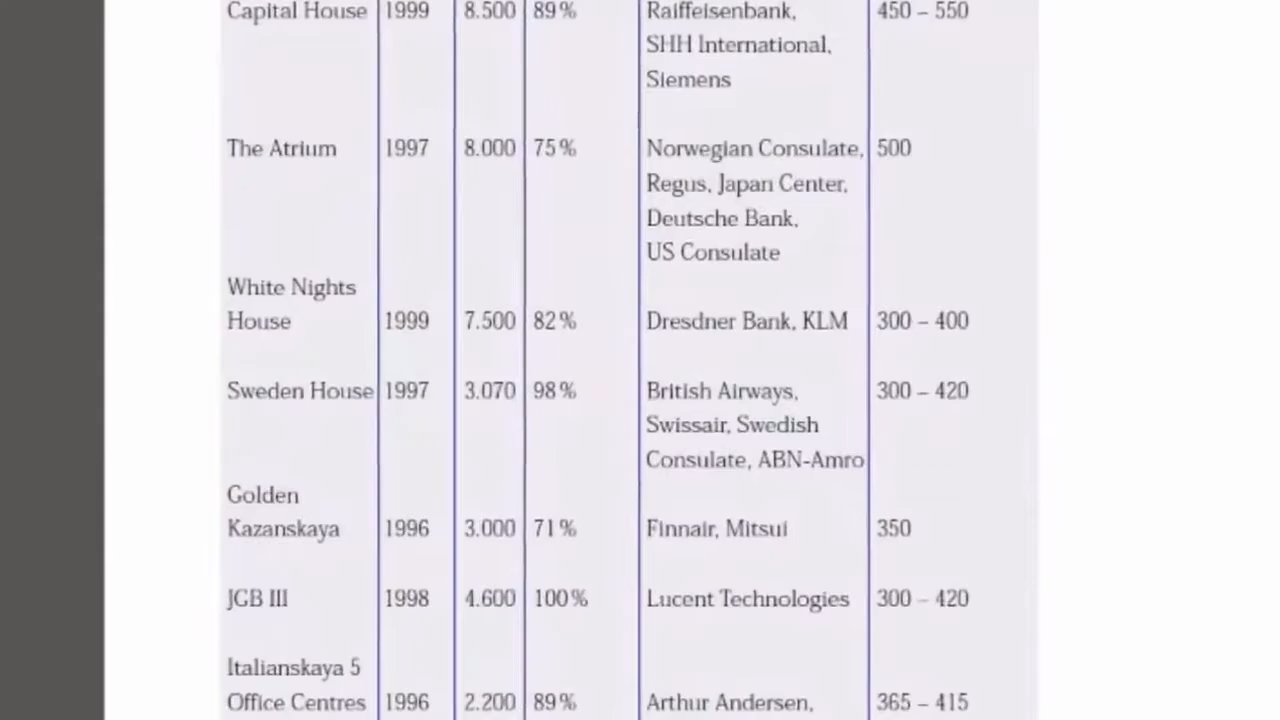 Capital House 1999 8.500 89% Raiffeisenbank, 450 – 550
SHH International,
Siemens
The Atrium 1997 8.000 75% Norwegian Consulate, 500
Regus, Japan Center,
Deutsche Bank,
US Consulate
White Nights
House 1999 7.500 82% Dresdner Bank, KLM 300 – 400
Sweden House 1997 3.070 98% British Airways, 300 – 420
Swissair, Swedish
Consulate, ABN-Amro
Golden
Kazanskaya 1996 3.000 71% Finnair, Mitsui 350
JGB III 1998 4.600 100% Lucent Technologies 300 – 420
Italianskaya 5
Office Centres 1996 2.200 89% Arthur Andersen, 365 – 415